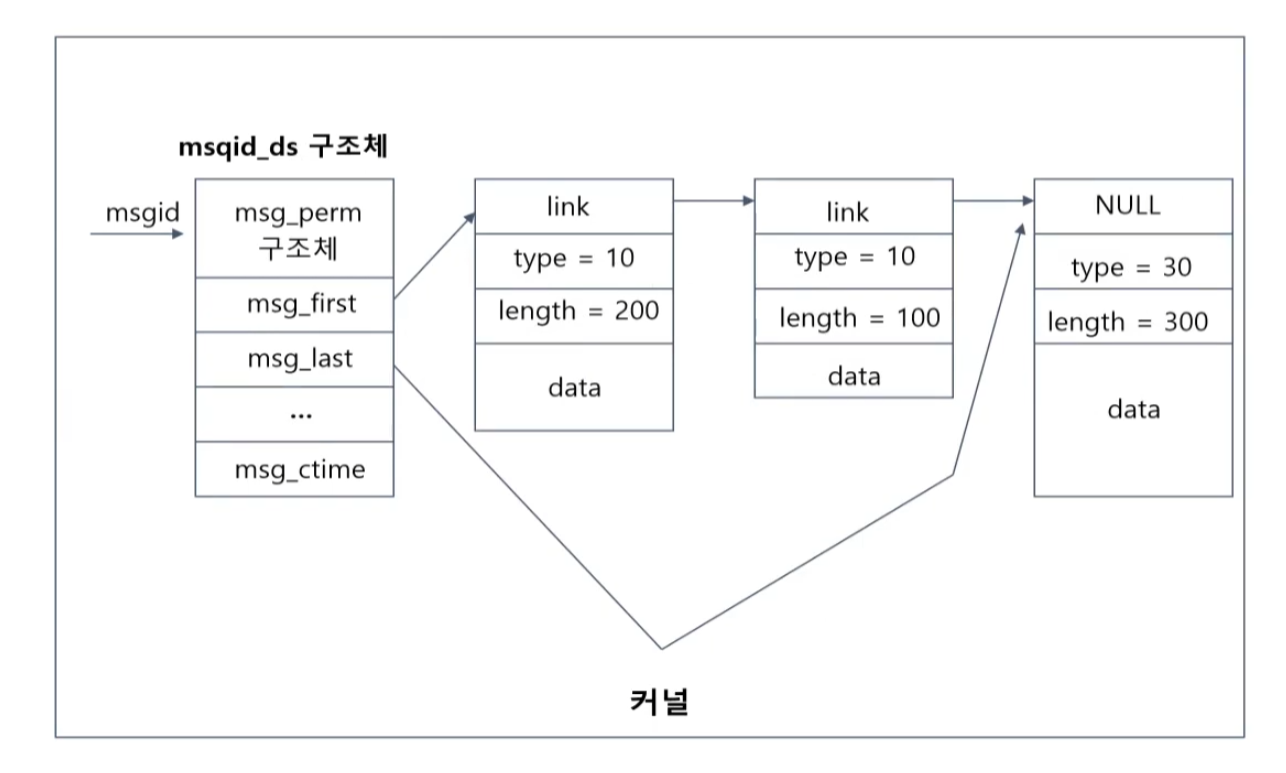 msqid_ds 구조체
msgid
msg_perm
구조체
msg_first
msg_last
...
msg_ctime
link
type = 10
length = 200
data
link
type = 10
length = 100
data
NULL
type = 30
length = 300
data
커널